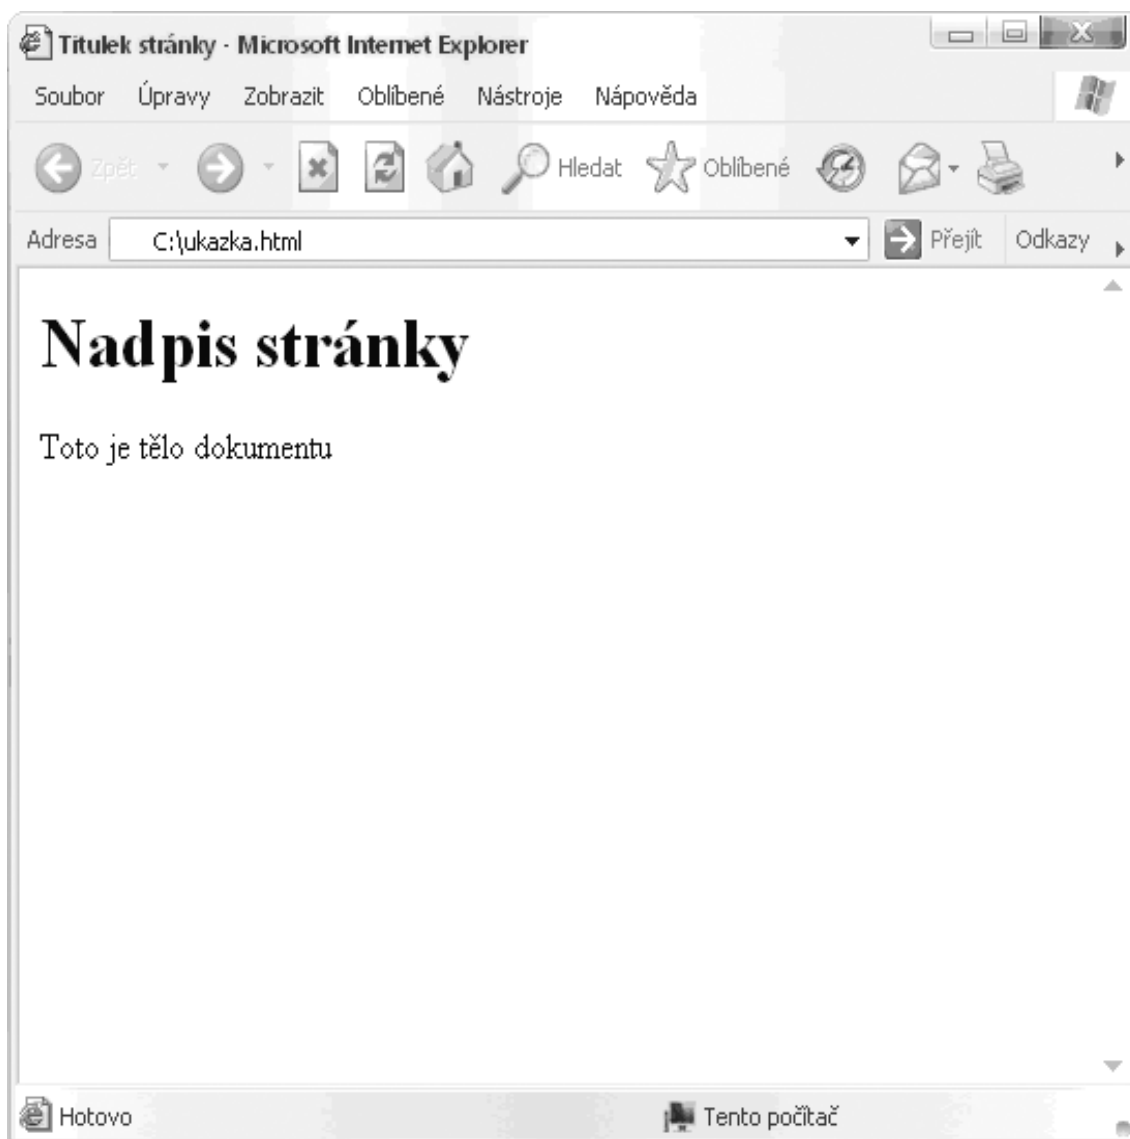 Titulek stránky - Microsoft Internet Explorer
Soubor Úpravy Zobrazit Oblíbené Nástroje Nápověda
Zpět Hledat Oblíbené
Adresa C:\ukazka.html Přejít Odkazy
Nadpis stránky
Toto je tělo dokumentu
Hotovo Tento počítač